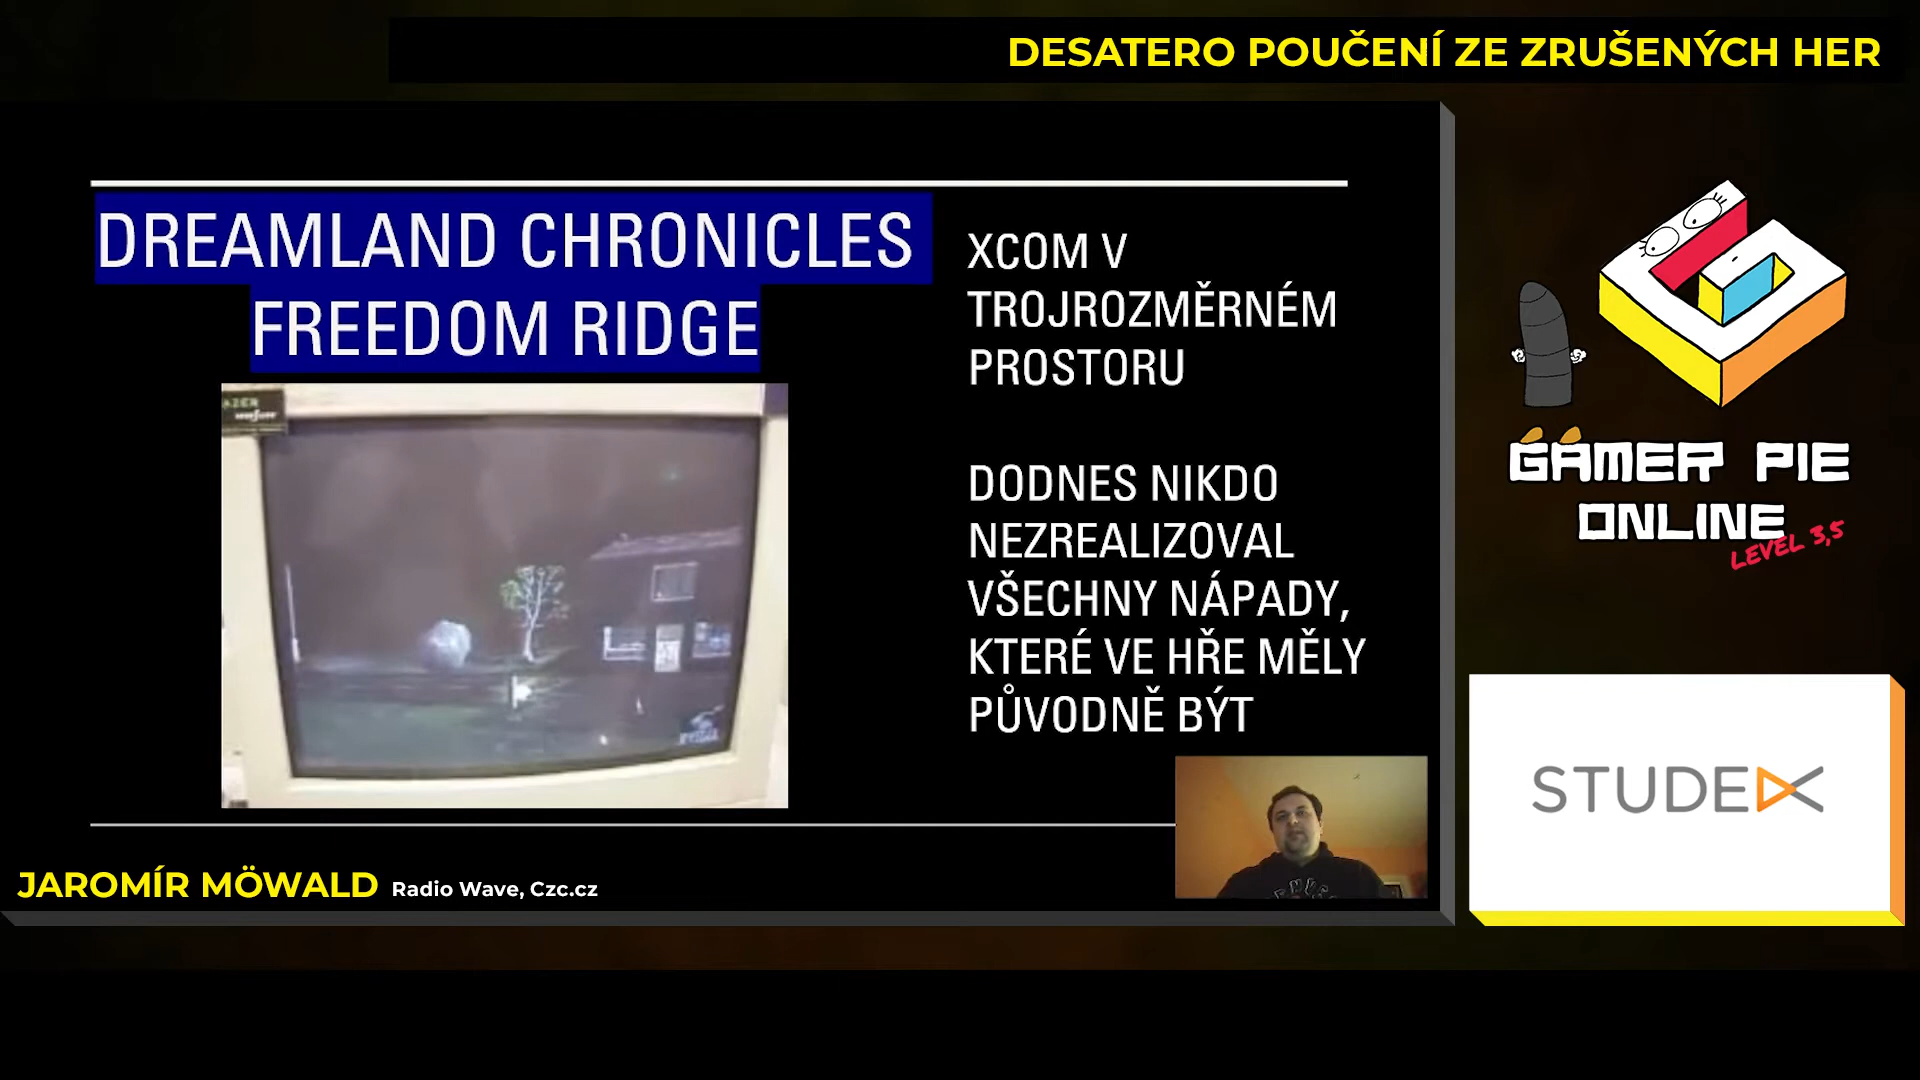 DESATERO POUČENÍ ZE ZRUŠENÝCH HER
DREAMLAND CHRONICLES
FREEDOM RIDGE
XCOM V
TROJROZMĚRNÉM
PROSTORU
DODNES NIKDO
NEZREALIZOVAL
VŠECHNY NÁPADY,
KTERÉ VE HŘE MĚLY
PŮVODNĚ BÝT
JAROMÍR MÖWALD Radio Wave, Czc.cz
GAMER PIE
ONLINE
LEVEL 3,5
STUDEX